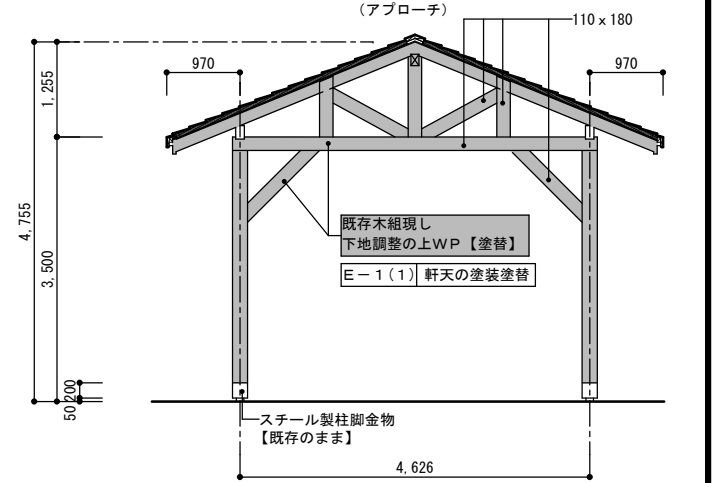 (アプローチ)
110 x 180
970
970
1,255
4,755
3,500
既存木組現し
下地調整の上WP【塗替】
E-1(1) 軒天の塗装塗替
200
50
スチール製柱脚金物
【既存のまま】
4,626